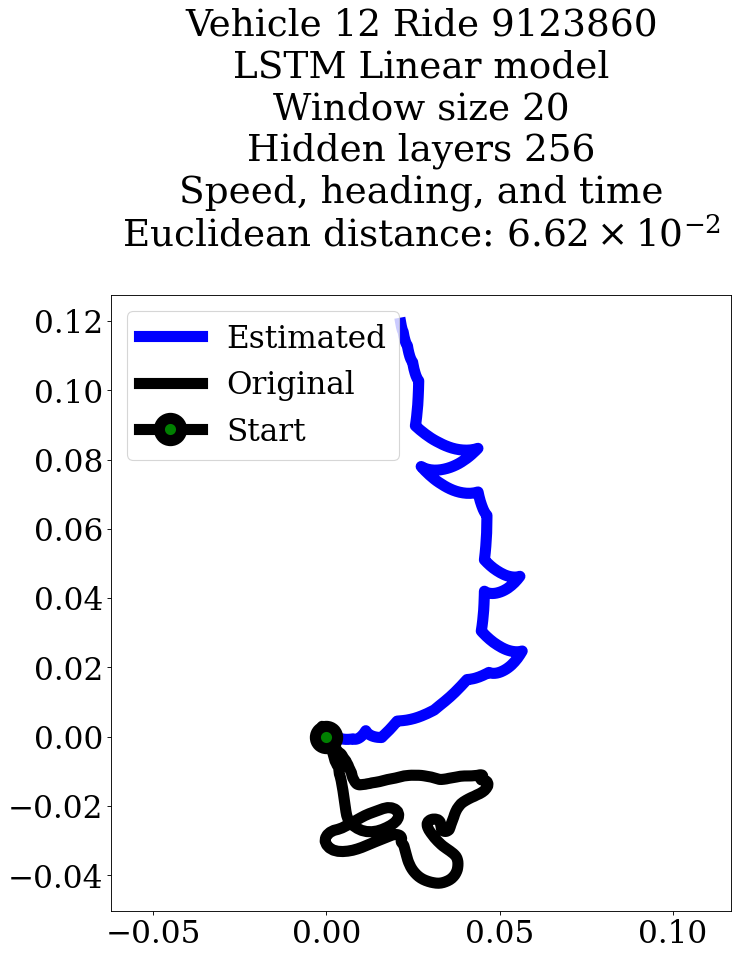 Vehicle 12 Ride 9123860
LSTM Linear model
Window size 20
Hidden layers 256
Speed, heading, and time
Euclidean distance: 6.62 × 10⁻²
Estimated
Original
Start
0.12
0.10
0.08
0.06
0.04
0.02
0.00
−0.02
−0.04
−0.05 0.00 0.05 0.10